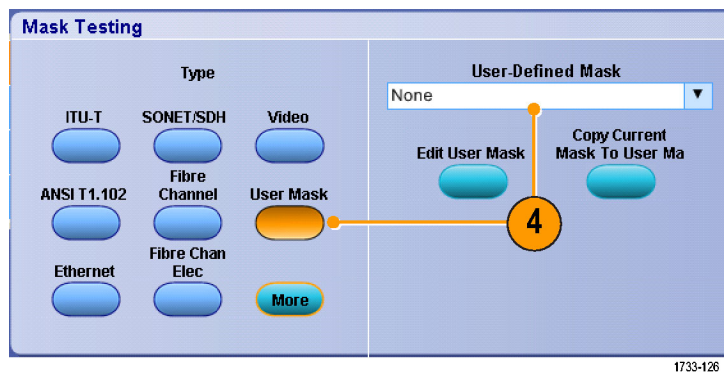 Mask Testing
Type
ITU-T
SONET/SDH
Video
ANSI T1.102
Fibre
Channel
User Mask
Ethernet
Fibre Chan
Elec
More
User-Defined Mask
None
Edit User Mask
Copy Current
Mask To User Ma
4
1733-126